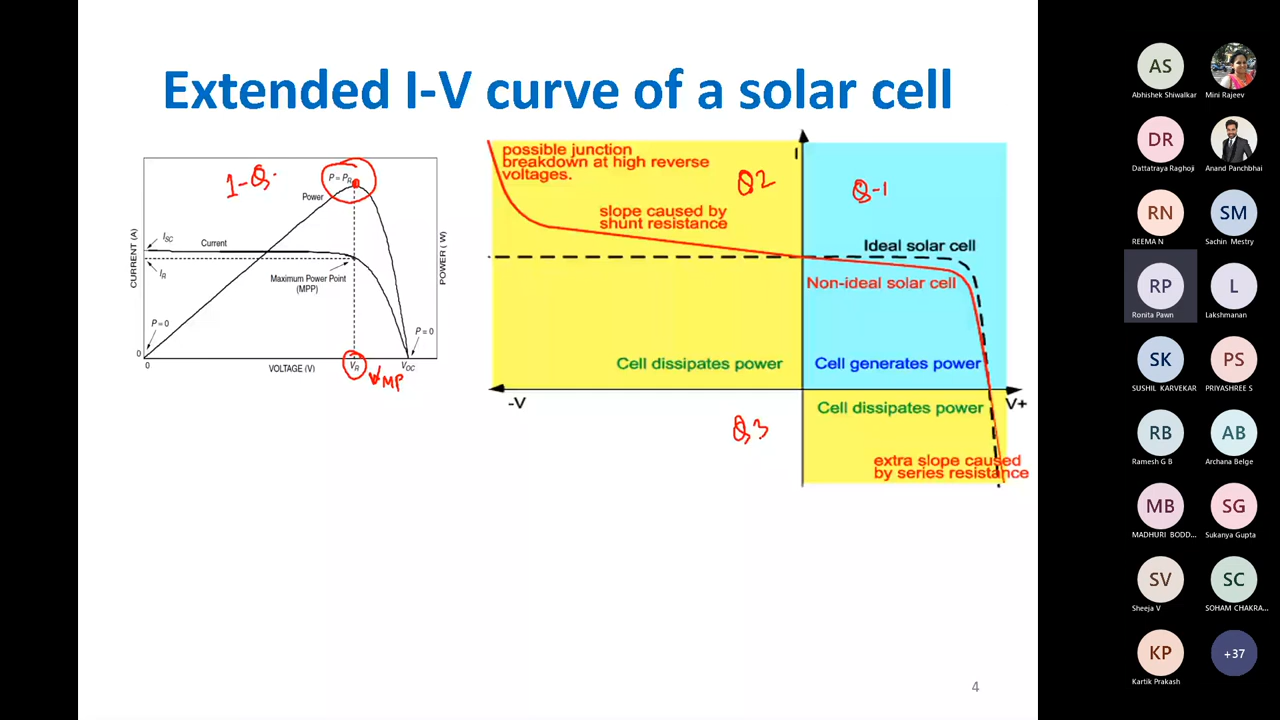 Extended I-V curve of a solar cell
1-Q.
P = PR
Power
ISC
Current
IR
Maximum Power Point
(MPP)
P = 0
P = 0
0
0
VOLTAGE (V)
VR
VOC
VMP
CURRENT (A)
POWER (W)
possible junction
breakdown at high reverse
voltages.
Q2
slope caused by
shunt resistance
I
Q-1
Ideal solar cell
Non-ideal solar cell
Cell dissipates power
Cell generates power
-V
V+
Cell dissipates power
Q3
extra slope caused
by series resistance
4
AS
Abhishek Shiwalkar
Mini Rajeev
DR
Dattatraya Raghoji
Anand Panchbhai
RN
REEMA N
SM
Sachin Mestry
RP
Ronita Pawn
L
Lakshmanan
SK
SUSHIL KARVEKAR
PS
PRIYASHREE S
RB
Ramesh G B
AB
Archana Belge
MB
MADHURI BODD...
SG
Sukanya Gupta
SV
Sheeja V
SC
SOHAM CHAKRA...
KP
Kartik Prakash
+37